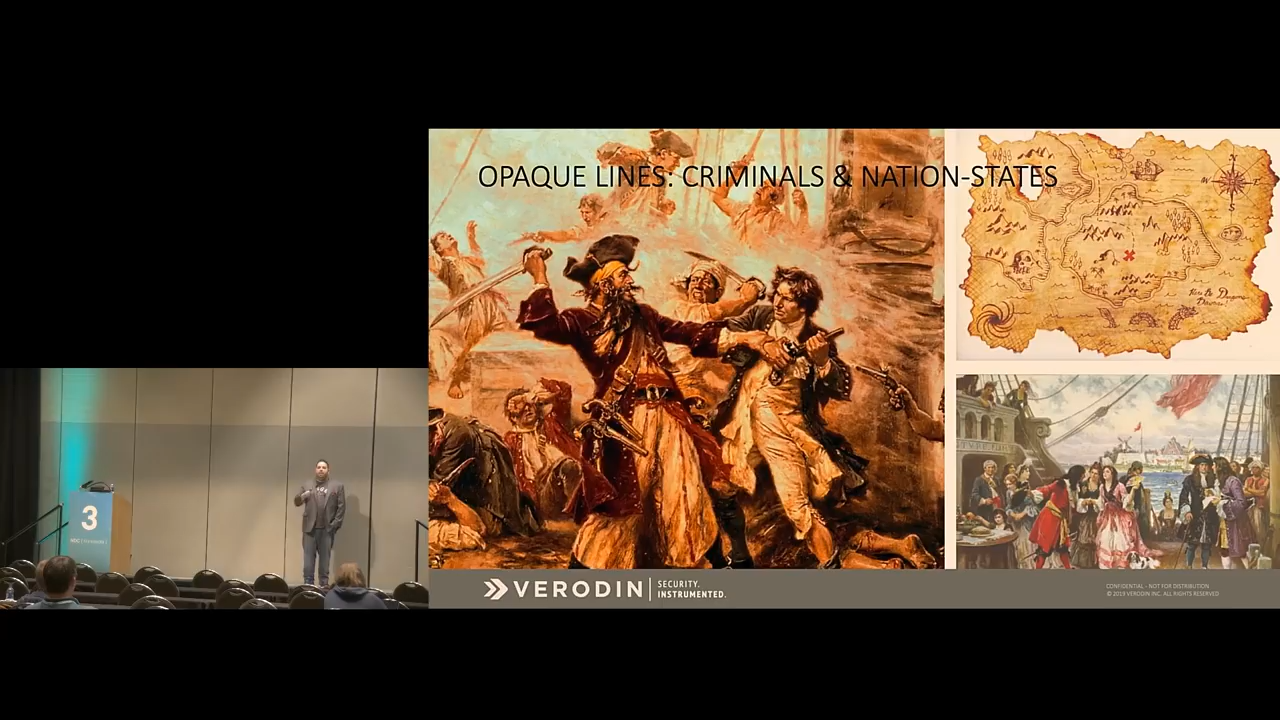 OPAQUE LINES: CRIMINALS & NATION-STATES
3
VERODIN
SECURITY.
INSTRUMENTED.
CONFIDENTIAL - NOT FOR DISTRIBUTION
© 2019 VERODIN INC. ALL RIGHTS RESERVED